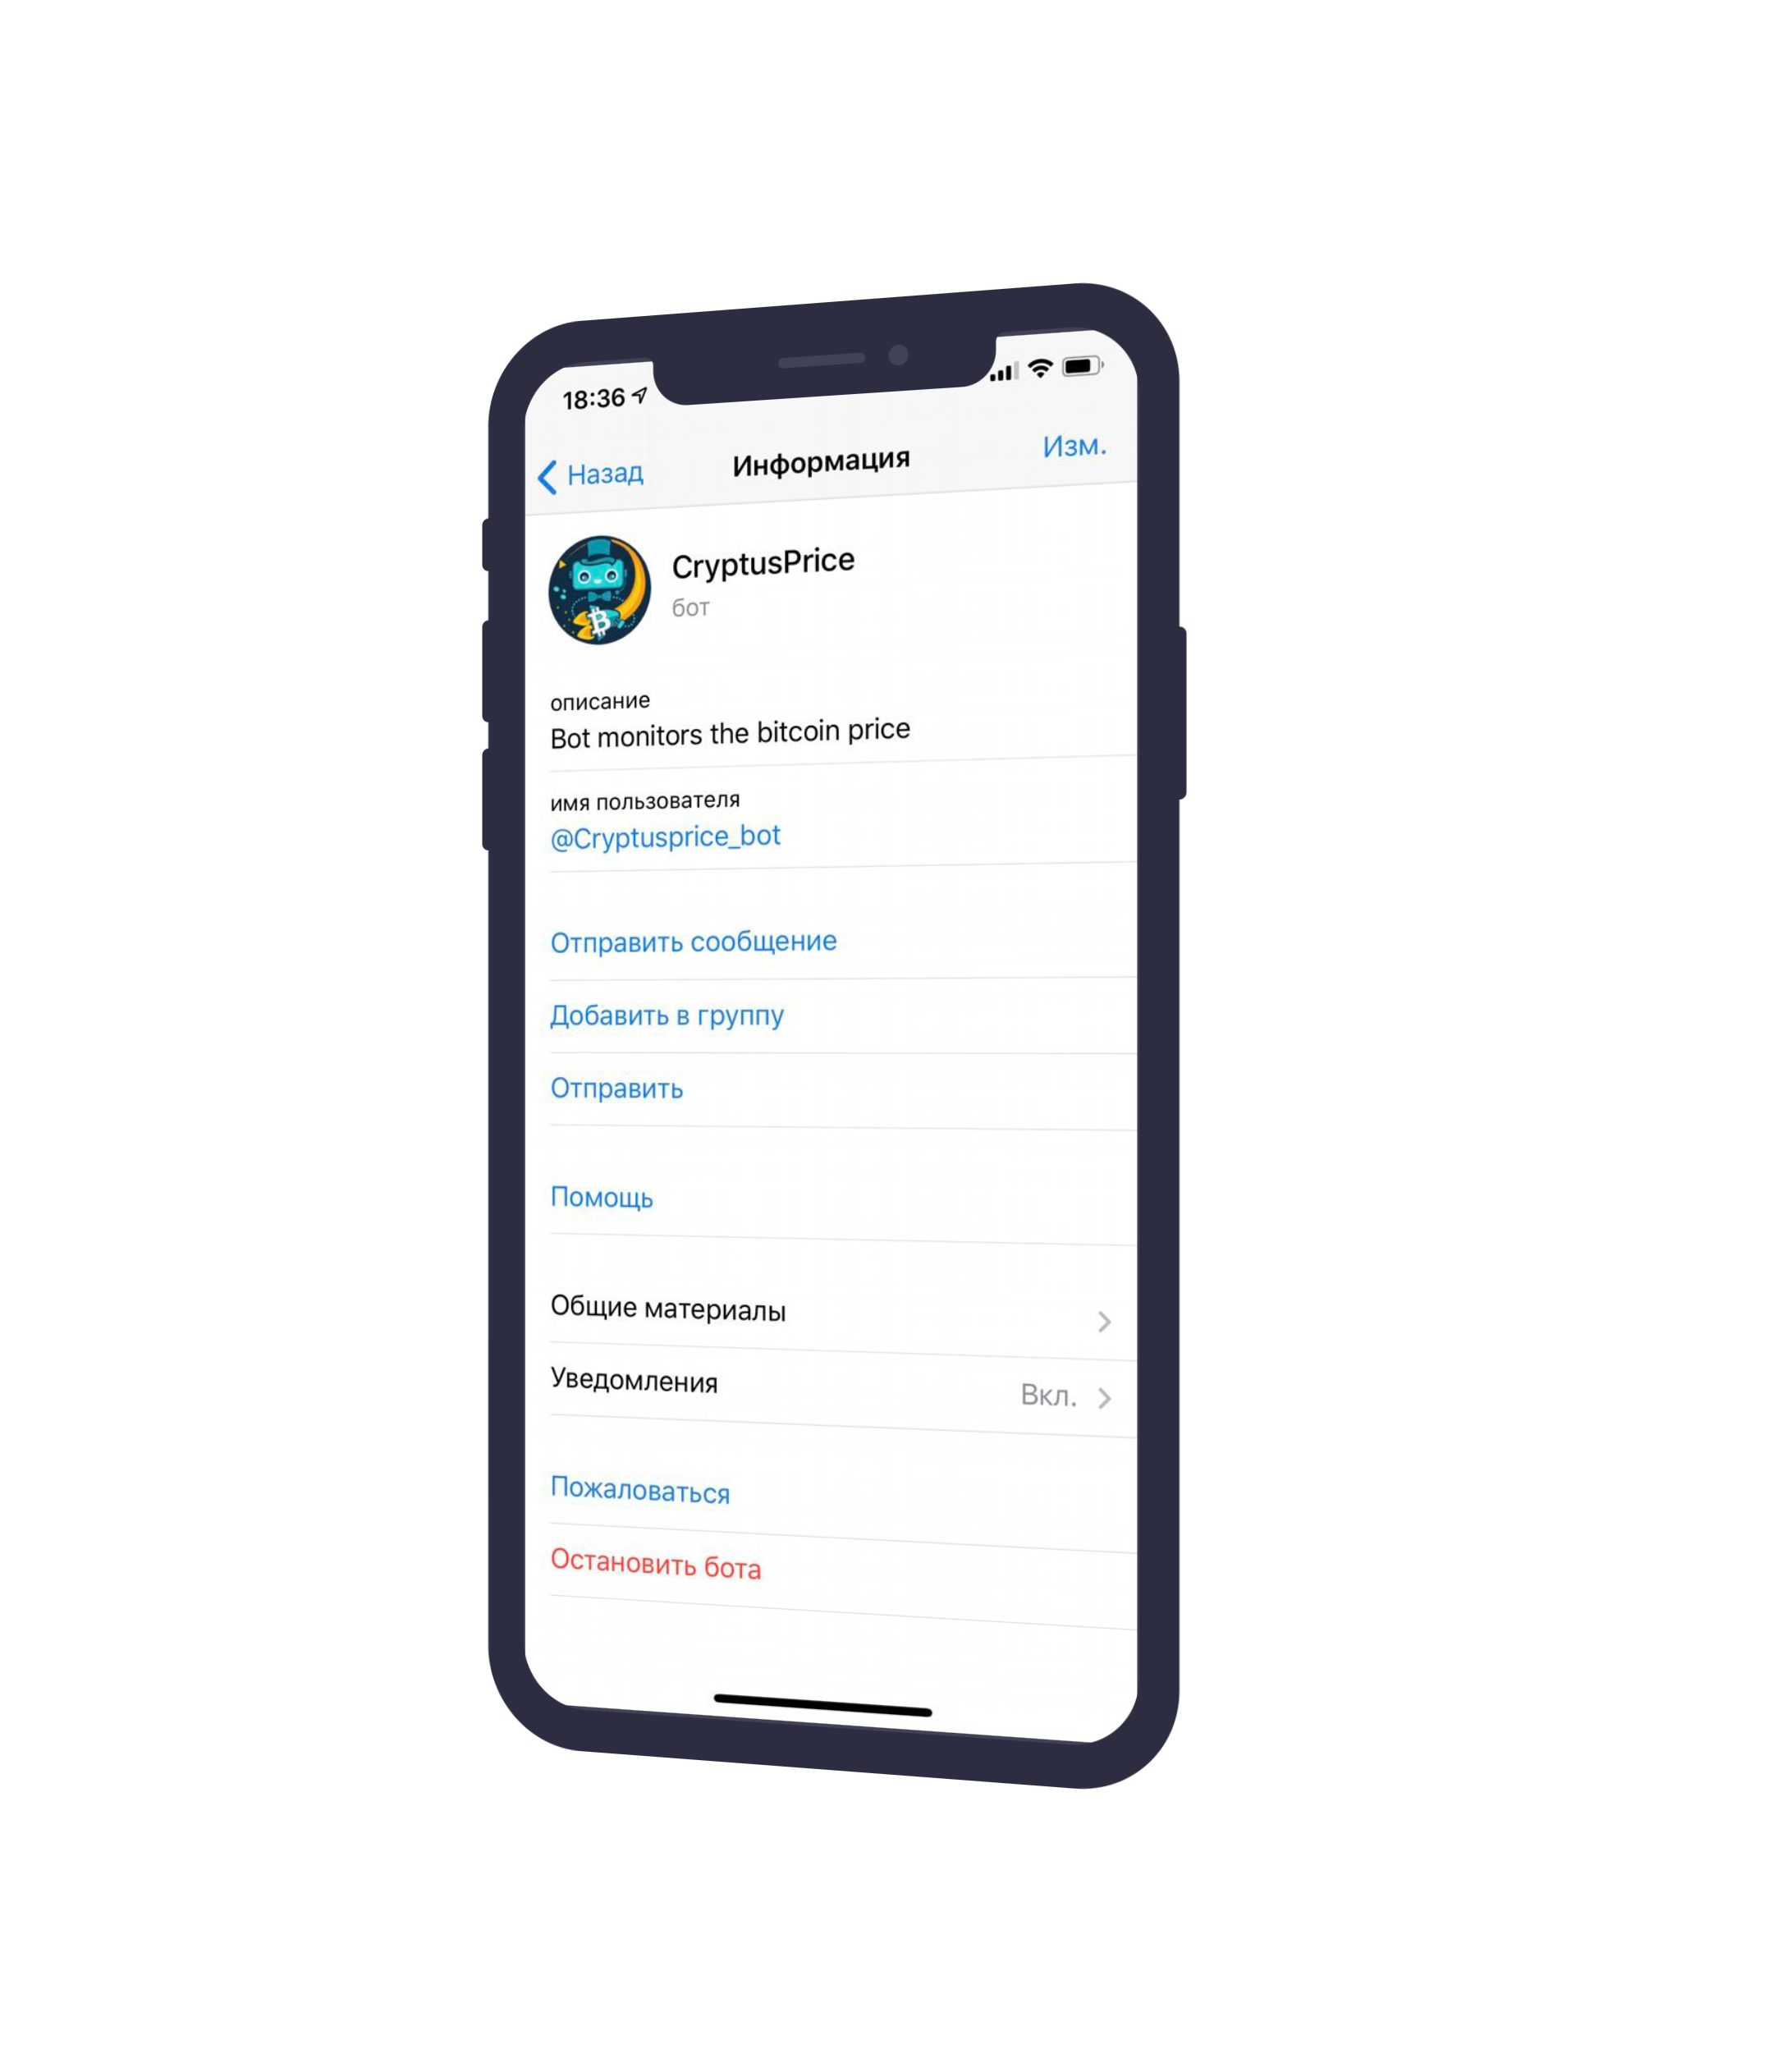 18:36
Назад
Информация
Изм.
CryptusPrice
бот
описание
Bot monitors the bitcoin price
имя пользователя
@Cryptusprice_bot
Отправить сообщение
Добавить в группу
Отправить
Помощь
Общие материалы
Уведомления
Вкл.
Пожаловаться
Остановить бота